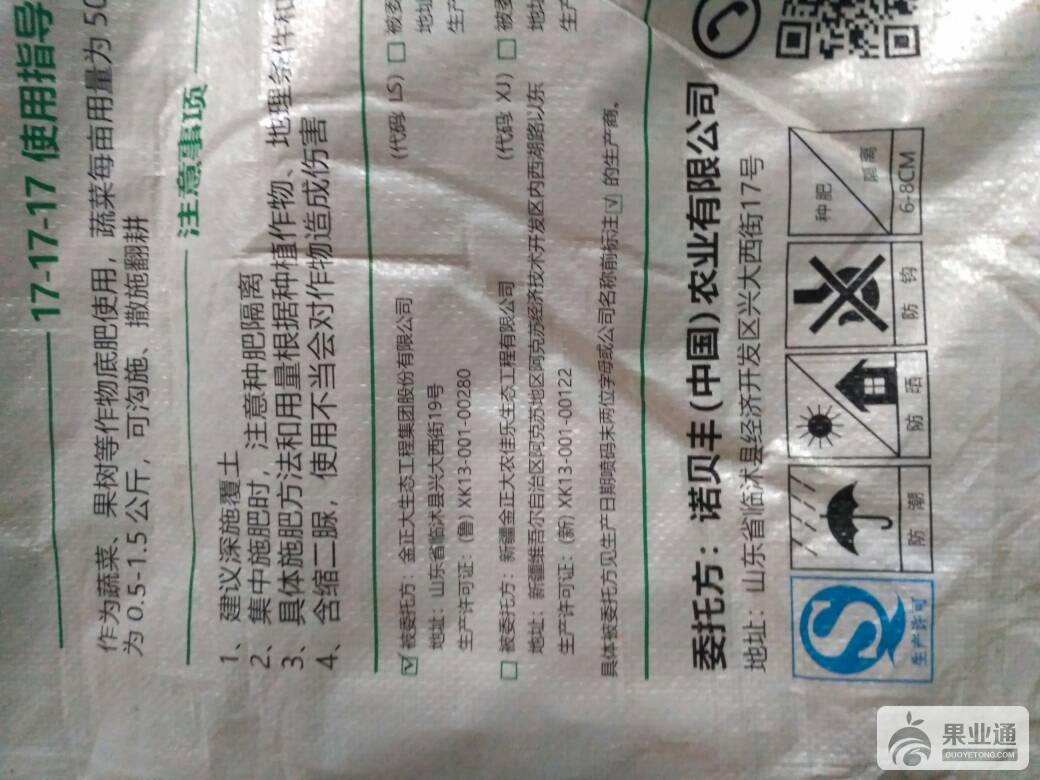 17-17-17 使用指导
作为蔬菜、果树等作物底肥使用，蔬菜每亩用量为 50
为 0.5-1.5 公斤，可沟施、撒施翻耕
注意事项
1、建议深施覆土
2、集中施肥时，注意种肥隔离
3、具体施肥方法和用量根据种植作物、地理条件和
4、含缩二脲，使用不当会对作物造成伤害
☑ 被委托方：金正大生态工程集团股份有限公司 (代码: LS) □ 被委
地址：山东省临沭县兴大西街19号 地址
生产许可证：(鲁) XK13-001-00280 生产
□ 被委托方：新疆金正大农佳乐生态工程有限公司 (代码: XJ) □ 被委
地址：新疆维吾尔自治区阿克苏地区阿克苏经济技术开发区内西湖路以东 地
生产许可证：(新) XK13-001-00122 生产
具体被委托方见生产日期喷码末两位字母或公司名称前标注☑的生产商。
委托方：诺贝丰(中国)农业有限公司
地址：山东省临沭县经济开发区兴大西街17号
生产许可
防 潮
防 晒
防 钩
种肥
隔离
6-8CM
果业通
GUOYETONG.COM